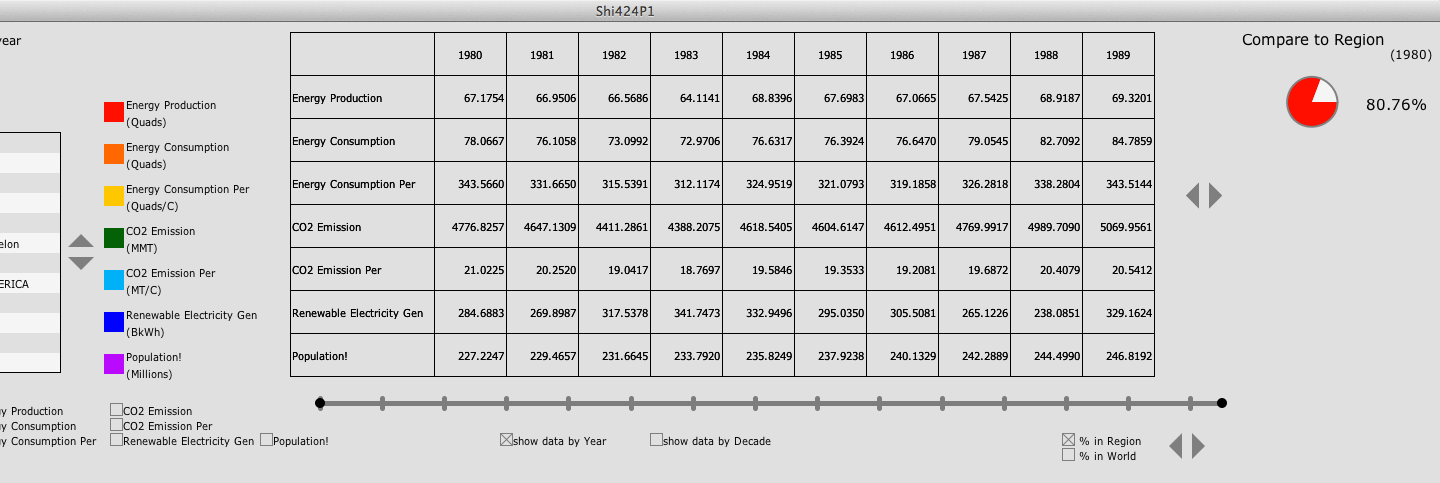 Shi424P1
year
Compare to Region
(1980)
80.76%
1980 1981 1982 1983 1984 1985 1986 1987 1988 1989
Energy Production 67.1754 66.9506 66.5686 64.1141 68.8396 67.6983 67.0665 67.5425 68.9187 69.3201
Energy Consumption 78.0667 76.1058 73.0992 72.9706 76.6317 76.3924 76.6470 79.0545 82.7092 84.7859
Energy Consumption Per 343.5660 331.6650 315.5391 312.1174 324.9519 321.0793 319.1858 326.2818 338.2804 343.5144
CO2 Emission 4776.8257 4647.1309 4411.2861 4388.2075 4618.5405 4604.6147 4612.4951 4769.9917 4989.7090 5069.9561
CO2 Emission Per 21.0225 20.2520 19.0417 18.7697 19.5846 19.3533 19.2081 19.6872 20.4079 20.5412
Renewable Electricity Gen 284.6883 269.8987 317.5378 341.7473 332.9496 295.0350 305.5081 265.1226 238.0851 329.1624
Population! 227.2247 229.4657 231.6645 233.7920 235.8249 237.9238 240.1329 242.2889 244.4990 246.8192
Energy Production
(Quads)
Energy Consumption
(Quads)
Energy Consumption Per
(Quads/C)
CO2 Emission
(MMT)
CO2 Emission Per
(MT/C)
Renewable Electricity Gen
(BkWh)
Population!
(Millions)
elon
ERICA
gy Production CO2 Emission
gy Consumption CO2 Emission Per
gy Consumption Per Renewable Electricity Gen Population!
show data by Year show data by Decade
% in Region
% in World